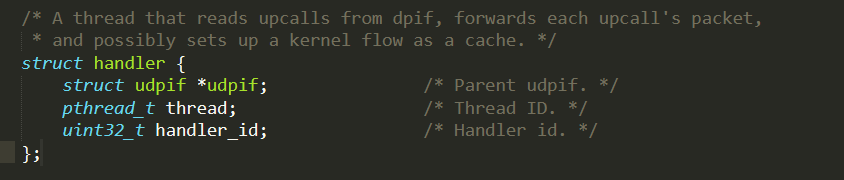 /* A thread that reads upcalls from dpif, forwards each upcall's packet,
 * and possibly sets up a kernel flow as a cache. */
struct handler {
    struct udpif *udpif;               /* Parent udpif. */
    pthread_t thread;                  /* Thread ID. */
    uint32_t handler_id;               /* Handler id. */
};